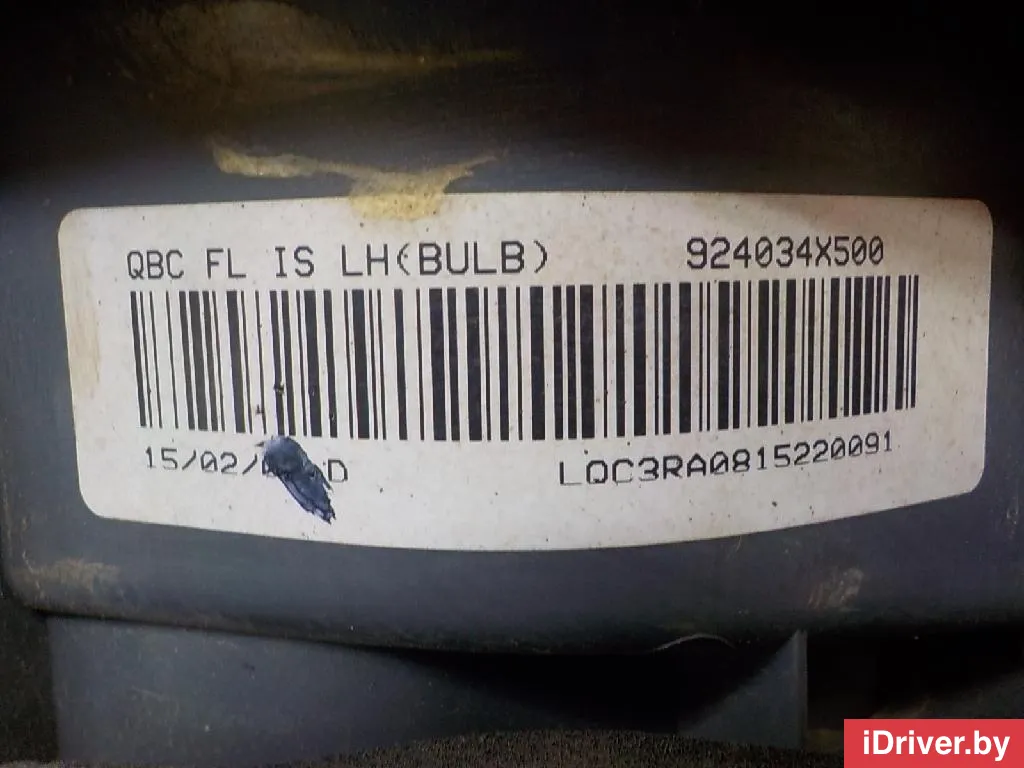 QBC FL IS LH(BULB) 924034X500
15/02/ D LQC3RA0815220091
iDriver.by